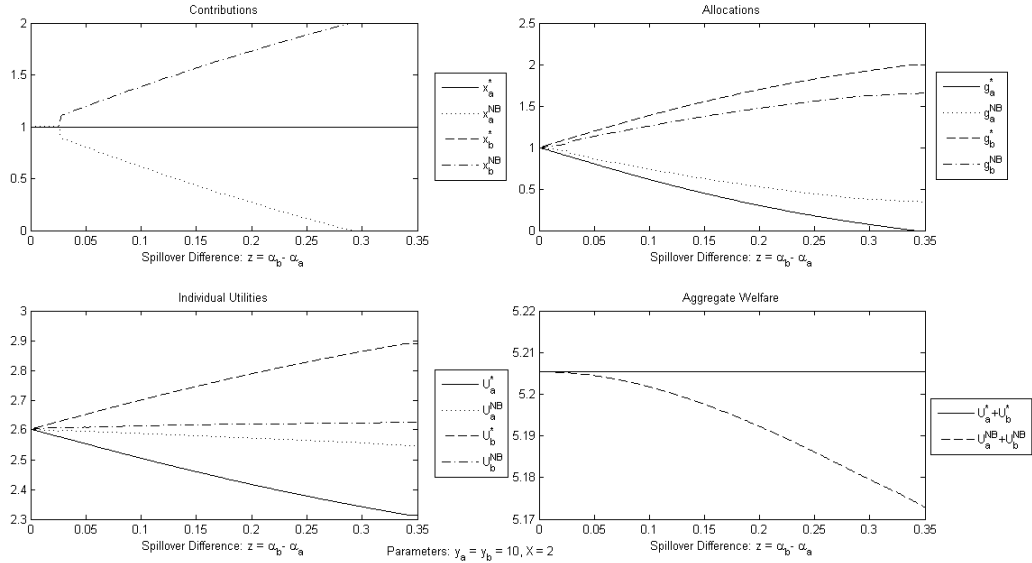 Contributions
2
1.5
1
0.5
0
0 0.05 0.1 0.15 0.2 0.25 0.3 0.35
Spillover Difference: z = α_b - α_a
x_a^*
x_a^NB
x_b^*
x_b^NB
Allocations
2.5
2
1.5
1
0.5
0
0 0.05 0.1 0.15 0.2 0.25 0.3 0.35
Spillover Difference: z = α_b - α_a
g_a^*
g_a^NB
g_b^*
g_b^NB
Individual Utilities
3
2.9
2.8
2.7
2.6
2.5
2.4
2.3
0 0.05 0.1 0.15 0.2 0.25 0.3 0.35
Spillover Difference: z = α_b - α_a
U_a^*
U_a^NB
U_b^*
U_b^NB
Aggregate Welfare
5.22
5.21
5.2
5.19
5.18
5.17
0 0.05 0.1 0.15 0.2 0.25 0.3 0.35
Spillover Difference: z = α_b - α_a
U_a^*+U_b^*
U_a^NB+U_b^NB
Parameters: y_a = y_b = 10, X = 2